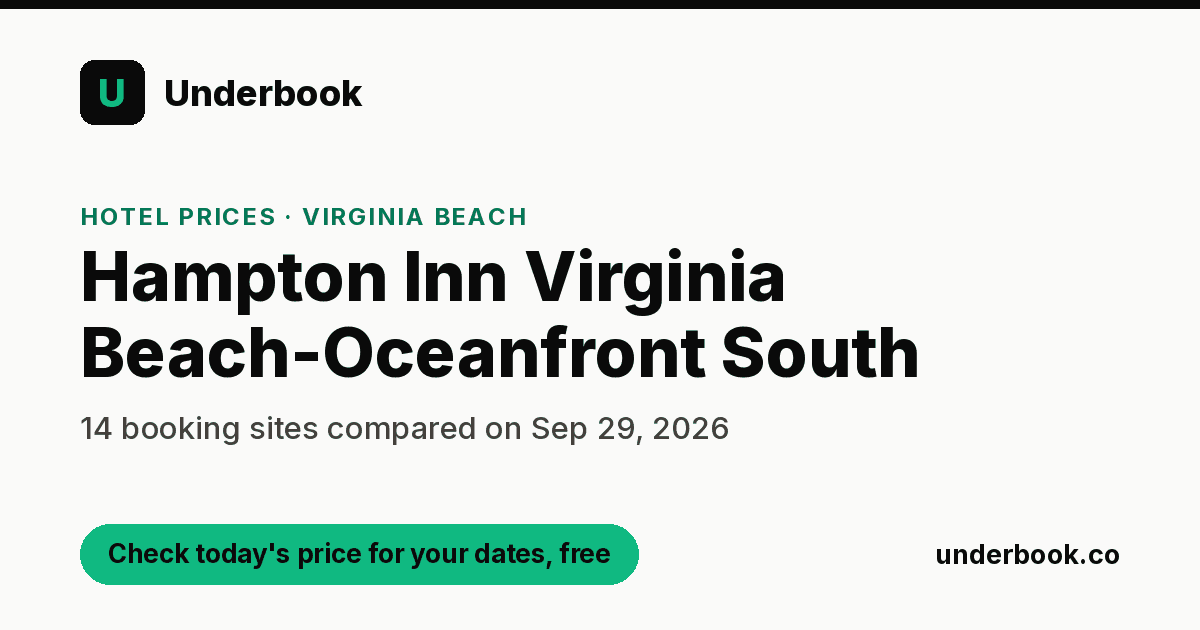 U Underbook
HOTEL PRICES · VIRGINIA BEACH
Hampton Inn Virginia
Beach-Oceanfront South
14 booking sites compared on Sep 29, 2026
Check today's price for your dates, free
underbook.co